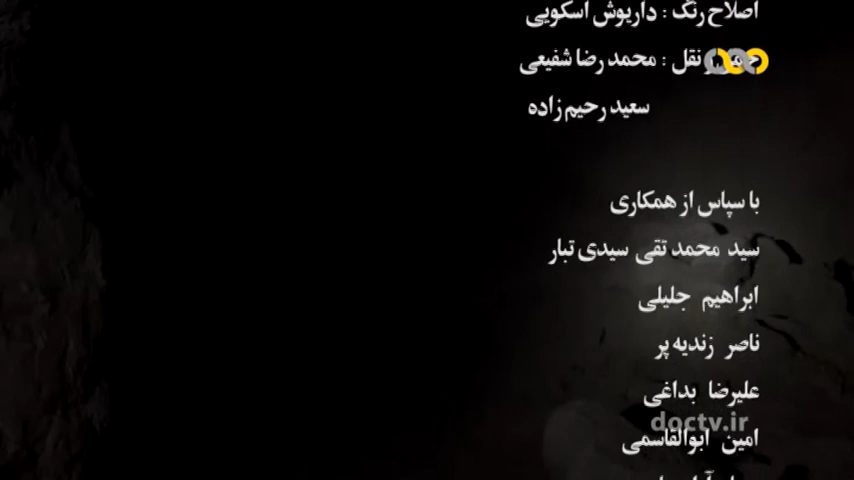 اصلاح رنگ : داریوش اسکویی
حمل و نقل : محمد رضا شفیعی
سعید رحیم زاده
با سپاس از همکاری
سید محمد تقی سیدی تبار
ابراهیم جلیلی
ناصر زندیه پر
علیرضا بداغی
doctv.ir
امین ابوالقاسمی